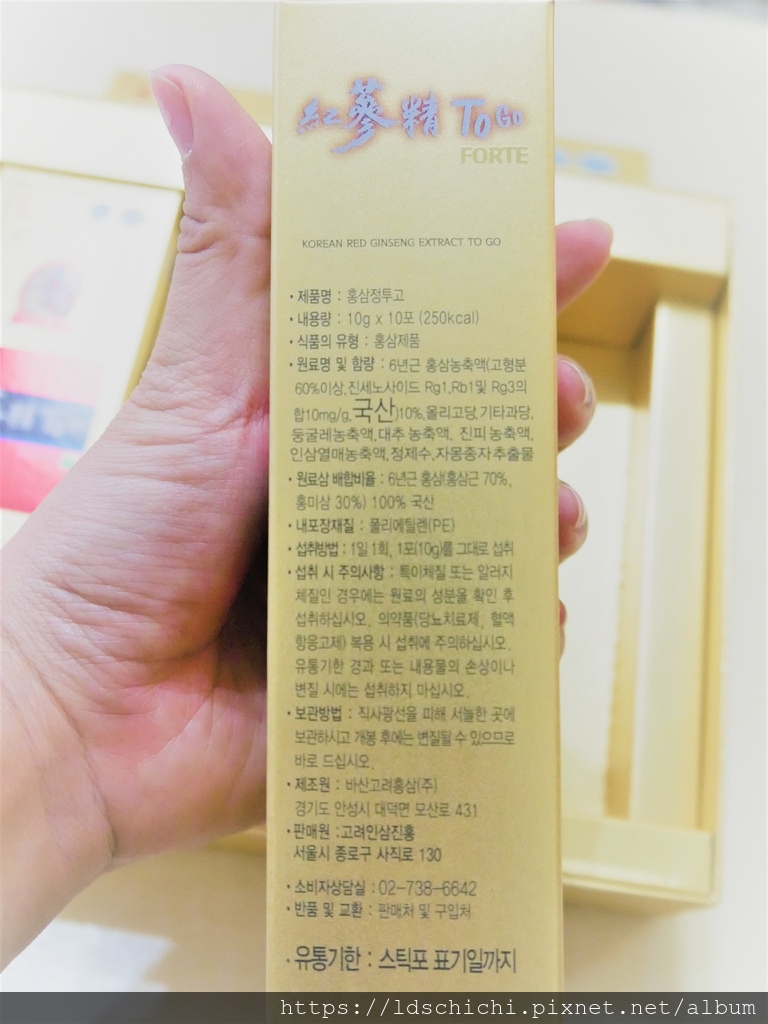 紅蔘精 TO GO
FORTE
KOREAN RED GINSENG EXTRACT TO GO
· 제품명 : 홍삼정투고
· 내용량 : 10g x 10포 (250kcal)
· 식품의 유형 : 홍삼제품
· 원료명 및 함량 : 6년근 홍삼농축액(고형분
60%이상,진세노사이드 Rg1,Rb1및 Rg3의
합10mg/g,국산)10%,올리고당,기타과당,
둥굴레농축액,대추 농축액, 진피 농축액,
인삼열매농축액,정제수,자몽종자추출물
· 원료삼 배합비율 : 6년근 홍삼(홍삼근 70%,
홍미삼 30%) 100% 국산
· 내포장재질 : 폴리에틸렌(PE)
· 섭취방법 : 1일 1회, 1포(10g)를 그대로 섭취
· 섭취 시 주의사항 : 특이체질 또는 알러지
체질인 경우에는 원료의 성분을 확인 후
섭취하십시오. 의약품(당뇨치료제, 혈액
항응고제) 복용 시 섭취에 주의하십시오.
유통기한 경과 또는 내용물의 손상이나
변질 시에는 섭취하지 마십시오.
· 보관방법 : 직사광선을 피해 서늘한 곳에
보관하시고 개봉 후에는 변질될 수 있으므로
바로 드십시오.
· 제조원 : 바산고려홍삼(주)
경기도 안성시 대덕면 모산로 431
· 판매원 : 고려인삼진흥
서울시 종로구 사직로 130
· 소비자상담실 : 02-738-6642
· 반품 및 교환 : 판매처 및 구입처
· 유통기한 : 스틱포 표기일까지
https://ldschichi.pixnet.net/album